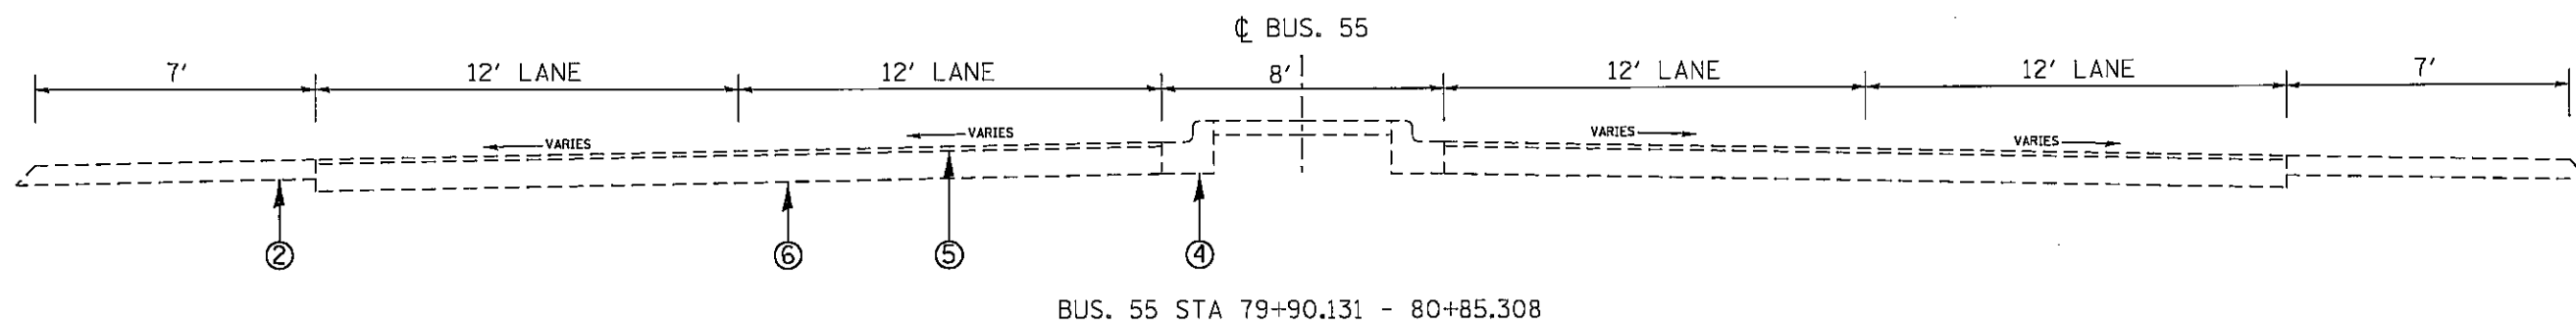 ℄ BUS. 55
7' 12' LANE 12' LANE 8' 12' LANE 12' LANE 7'
VARIES VARIES VARIES VARIES
② ⑥ ⑤ ④
BUS. 55 STA 79+90.131 - 80+85.308